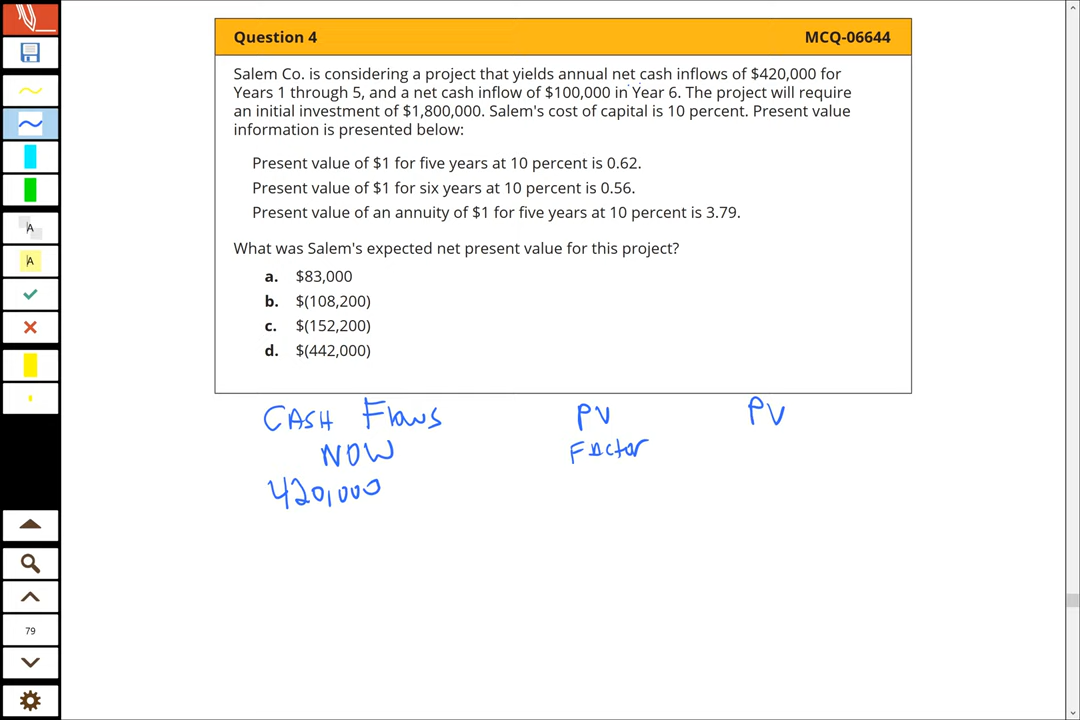 Question 4 MCQ-06644
Salem Co. is considering a project that yields annual net cash inflows of $420,000 for
Years 1 through 5, and a net cash inflow of $100,000 in Year 6. The project will require
an initial investment of $1,800,000. Salem's cost of capital is 10 percent. Present value
information is presented below:
Present value of $1 for five years at 10 percent is 0.62.
Present value of $1 for six years at 10 percent is 0.56.
Present value of an annuity of $1 for five years at 10 percent is 3.79.
What was Salem's expected net present value for this project?
a. $83,000
b. $(108,200)
c. $(152,200)
d. $(442,000)
CASH Flows PV PV
NOW Factor
420,000
A
A
79